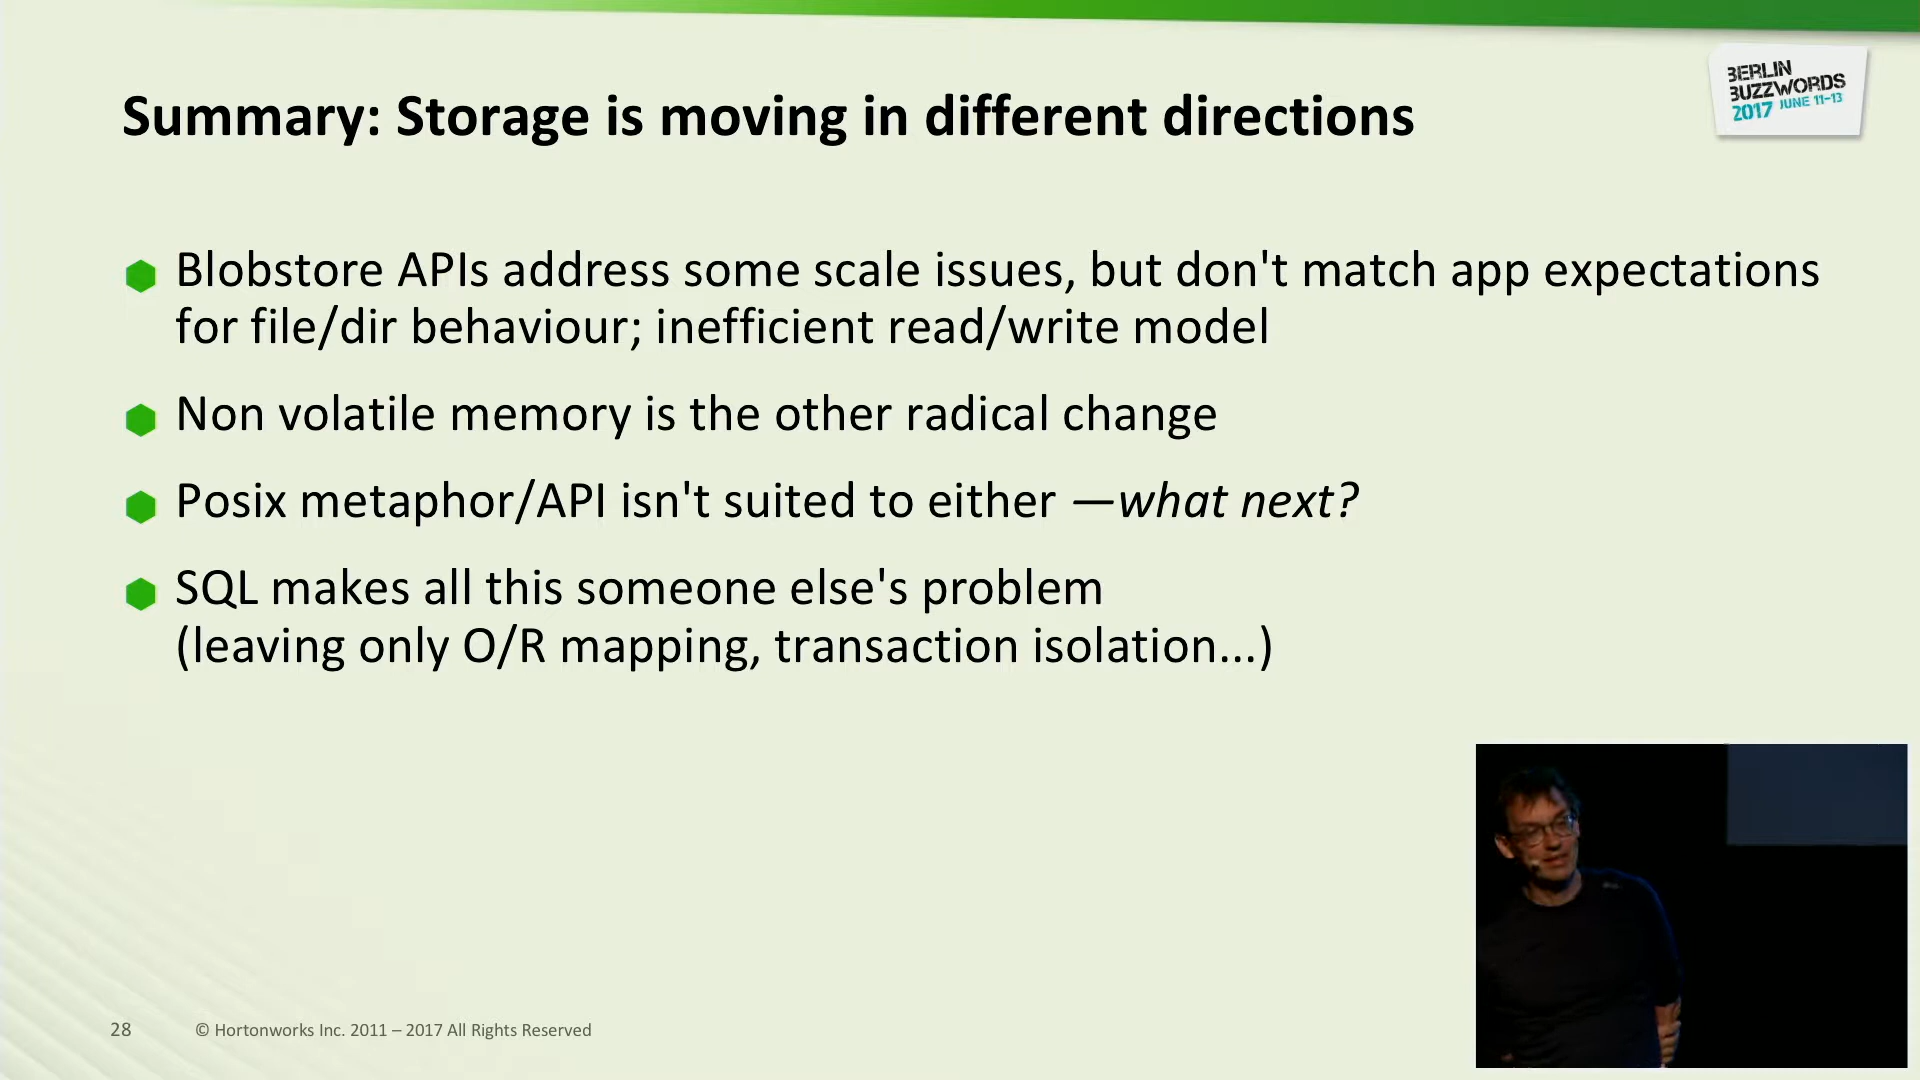 Summary: Storage is moving in different directions
BERLIN
BUZZWORDS
2017 JUNE 11-13
Blobstore APIs address some scale issues, but don't match app expectations
for file/dir behaviour; inefficient read/write model
Non volatile memory is the other radical change
Posix metaphor/API isn't suited to either —what next?
SQL makes all this someone else's problem
(leaving only O/R mapping, transaction isolation...)
28 © Hortonworks Inc. 2011 – 2017 All Rights Reserved